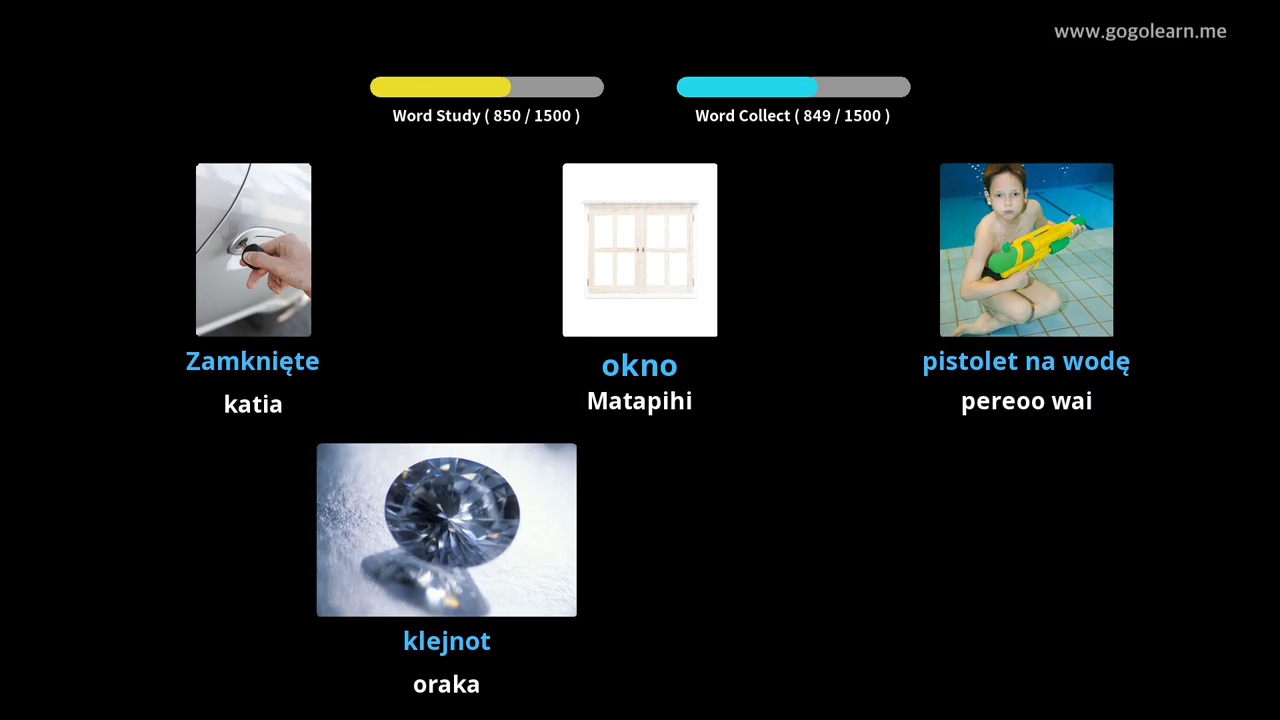 www.gogolearn.me
Word Study ( 850 / 1500 )
Word Collect ( 849 / 1500 )
Zamknięte
okno
pistolet na wodę
katia
Matapihi
pereoo wai
klejnot
oraka